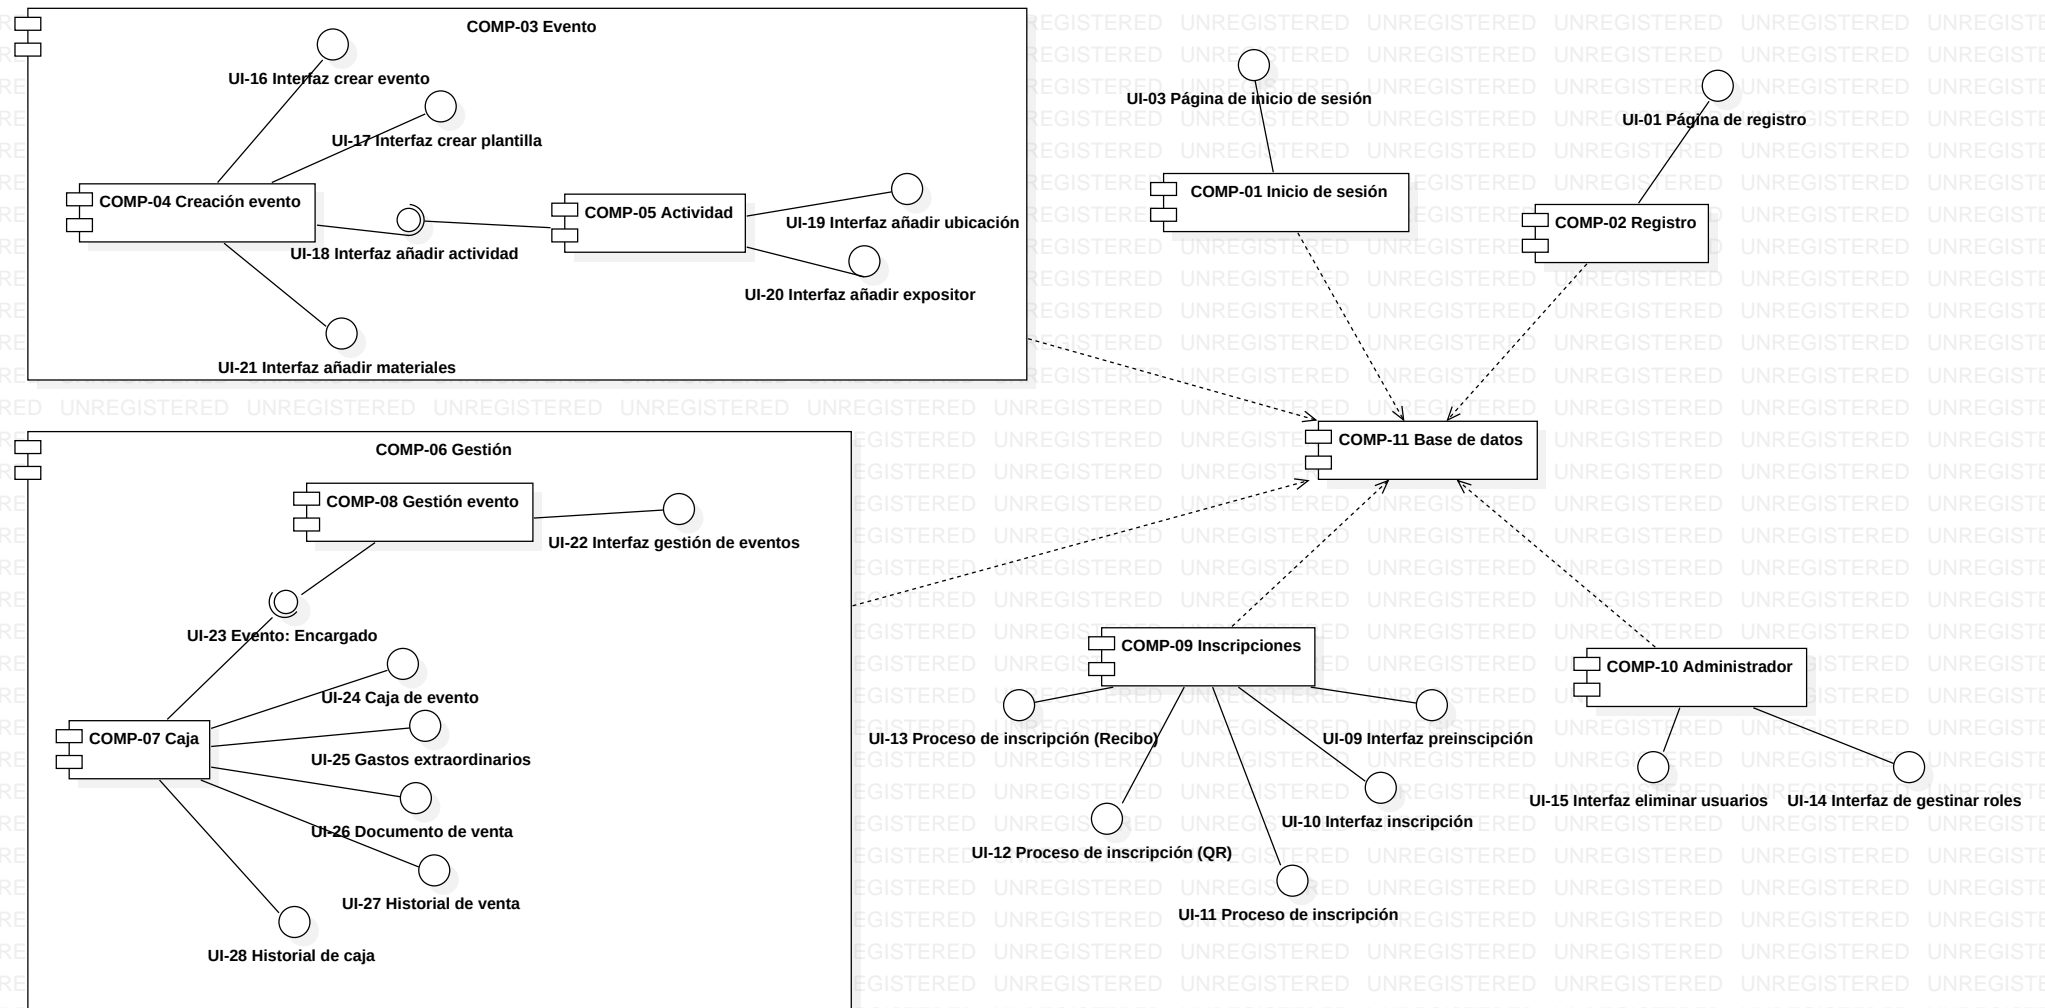 COMP-03 Evento
UI-16 Interfaz crear evento
UI-17 Interfaz crear plantilla
COMP-04 Creación evento
COMP-05 Actividad
UI-19 Interfaz añadir ubicación
UI-18 Interfaz añadir actividad
UI-20 Interfaz añadir expositor
UI-21 Interfaz añadir materiales
UI-03 Página de inicio de sesión
UI-01 Página de registro
COMP-01 Inicio de sesión
COMP-02 Registro
COMP-11 Base de datos
COMP-06 Gestión
COMP-08 Gestión evento
UI-22 Interfaz gestión de eventos
UI-23 Evento: Encargado
UI-24 Caja de evento
COMP-07 Caja
UI-25 Gastos extraordinarios
UI-26 Documento de venta
UI-27 Historial de venta
UI-28 Historial de caja
COMP-09 Inscripciones
COMP-10 Administrador
UI-13 Proceso de inscripción (Recibo)
UI-09 Interfaz preinscipción
UI-10 Interfaz inscripción
UI-12 Proceso de inscripción (QR)
UI-11 Proceso de inscripción
UI-15 Interfaz eliminar usuarios
UI-14 Interfaz de gestinar roles
UNREGISTERED